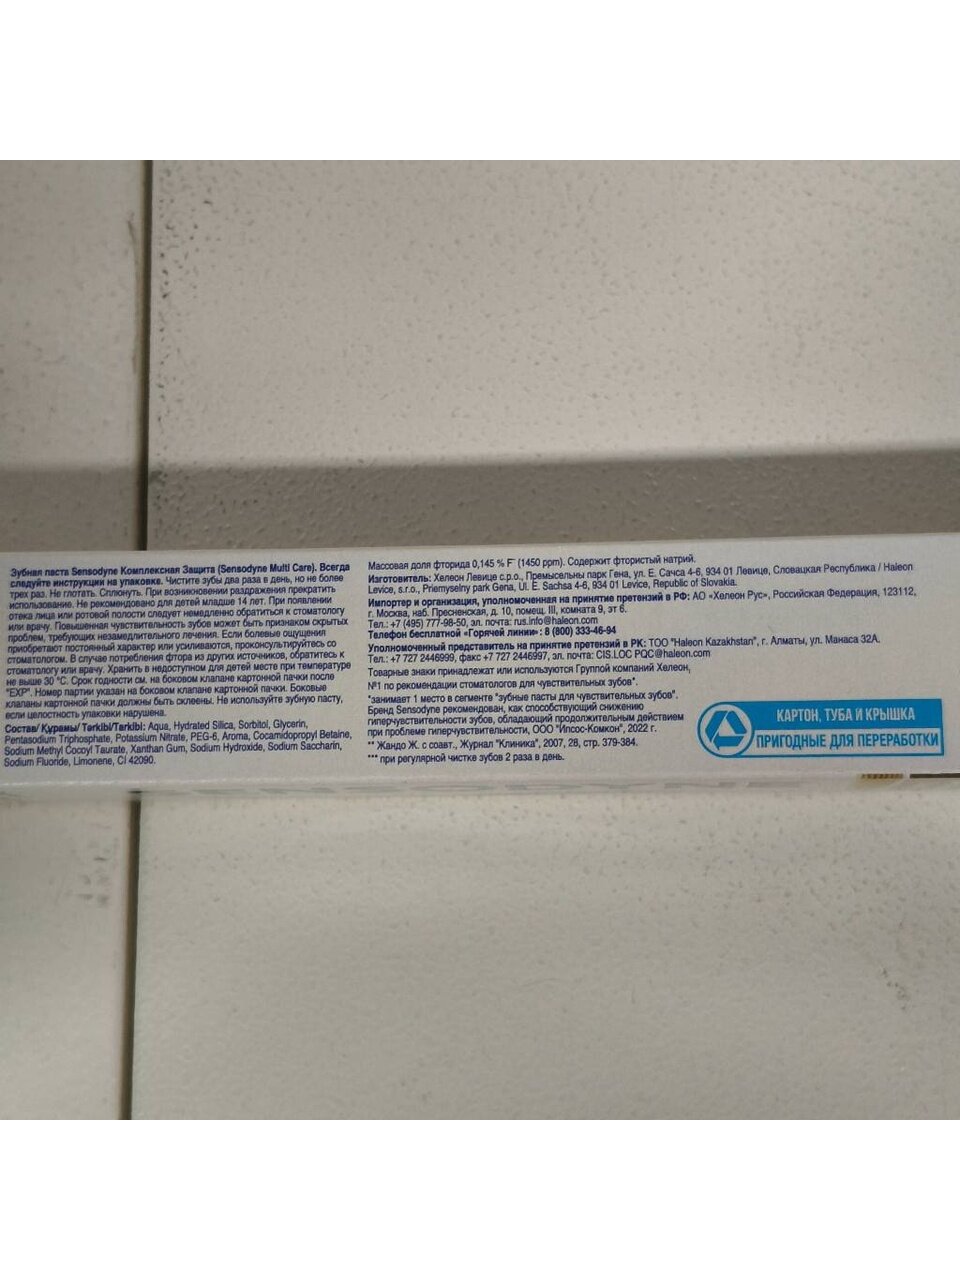 Зубная паста Sensodyne Комплексная Защита (Sensodyne Multi Care). Всегда
следуйте инструкции на упаковке. Чистите зубы два раза в день, но не более
трех раз. Не глотать. Сплюнуть. При возникновении раздражения прекратить
использование. Не рекомендовано для детей младше 14 лет. При появлении
отека лица или ротовой полости следует немедленно обратиться к стоматологу
или врачу. Повышенная чувствительность зубов может быть признаком скрытых
проблем, требующих незамедлительного лечения. Если болевые ощущения
приобретают постоянный характер или усиливаются, проконсультируйтесь со
стоматологом. В случае потребления фтора из других источников, обратитесь к
стоматологу или врачу. Хранить в недоступном для детей месте при температуре
не выше 30 °C. Срок годности см. на боковом клапане картонной пачки после
"EXP". Номер партии указан на боковом клапане картонной пачки. Боковые
клапаны картонной пачки должны быть склеены. Не используйте зубную пасту,
если целостность упаковки нарушена.
Состав/ Құрамы/ Tərkibi/Tarkibi: Aqua, Hydrated Silica, Sorbitol, Glycerin,
Pentasodium Triphosphate, Potassium Nitrate, PEG-6, Aroma, Cocamidopropyl Betaine,
Sodium Methyl Cocoyl Taurate, Xanthan Gum, Sodium Hydroxide, Sodium Saccharin,
Sodium Fluoride, Limonene, CI 42090.
Массовая доля фторида 0,145 % F⁻ (1450 ppm). Содержит фтористый натрий.
Изготовитель: Хелеон Левице с.р.о., Премысельны парк Гена, ул. Е. Сачса 4-6, 934 01 Левице, Словацкая Республика / Haleon
Levice, s.r.o., Priemyselny park Gena, Ul. E. Sachsa 4-6, 934 01 Levice, Republic of Slovakia.
Импортер и организация, уполномоченная на принятие претензий в РФ: АО «Хелеон Рус», Российская Федерация, 123112,
г. Москва, наб. Пресненская, д. 10, помещ. III, комната 9, эт 6.
Тел.: +7 (495) 777-98-50, эл. почта: rus.info@haleon.com
Телефон бесплатной «Горячей линии»: 8 (800) 333-46-94
Уполномоченный представитель на принятие претензий в РК: ТОО "Haleon Kazakhstan", г. Алматы, ул. Манаса 32А.
Тел.: +7 727 2446999, факс +7 727 2446997, эл. почта: CIS.LOC PQC@haleon.com
Товарные знаки принадлежат или используются Группой компаний Хелеон,
№1 по рекомендации стоматологов для чувствительных зубов*.
*занимает 1 место в сегменте "зубные пасты для чувствительных зубов".
Бренд Sensodyne рекомендован, как способствующий снижению
гиперчувствительности зубов, обладающий продолжительным действием
при проблеме гиперчувствительности, ООО "Ипсос-Комкон", 2022 г.
** Жандо Ж. с соавт., Журнал "Клиника", 2007, 28, стр. 379-384.
*** при регулярной чистке зубов 2 раза в день.
КАРТОН, ТУБА И КРЫШКА
ПРИГОДНЫЕ ДЛЯ ПЕРЕРАБОТКИ